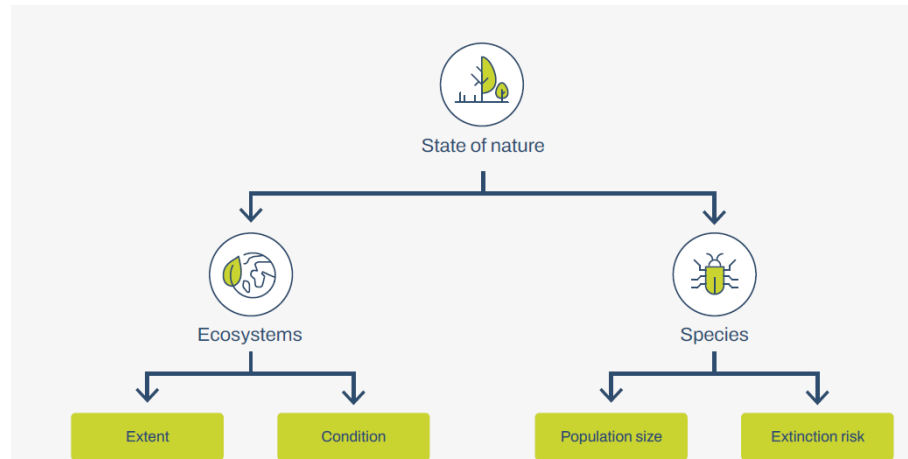 State of nature
Ecosystems
Species
Extent
Condition
Population size
Extinction risk